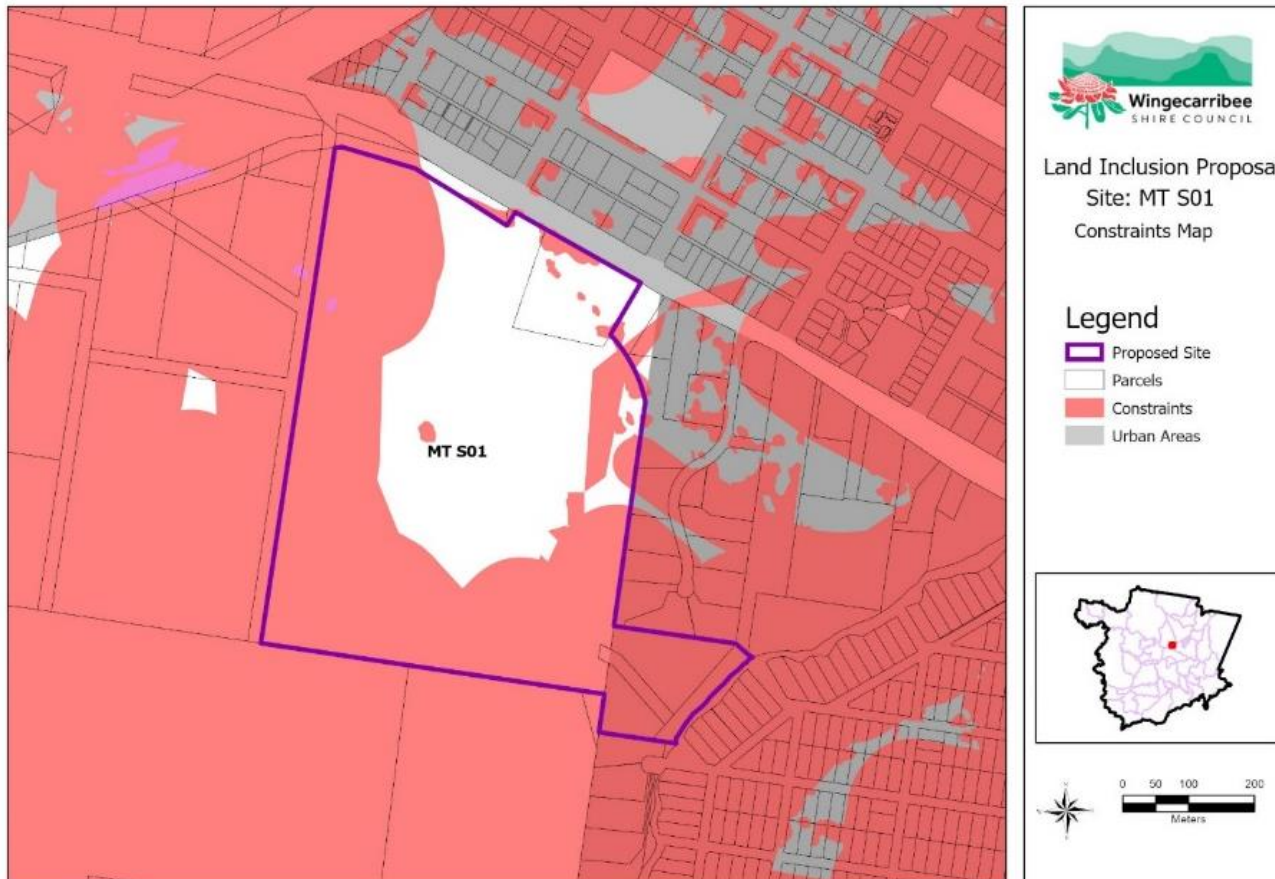 MT S01
Wingecarribee
SHIRE COUNCIL
Land Inclusion Proposa
Site: MT S01
Constraints Map
Legend
Proposed Site
Parcels
Constraints
Urban Areas
0 50 100 200
Meters